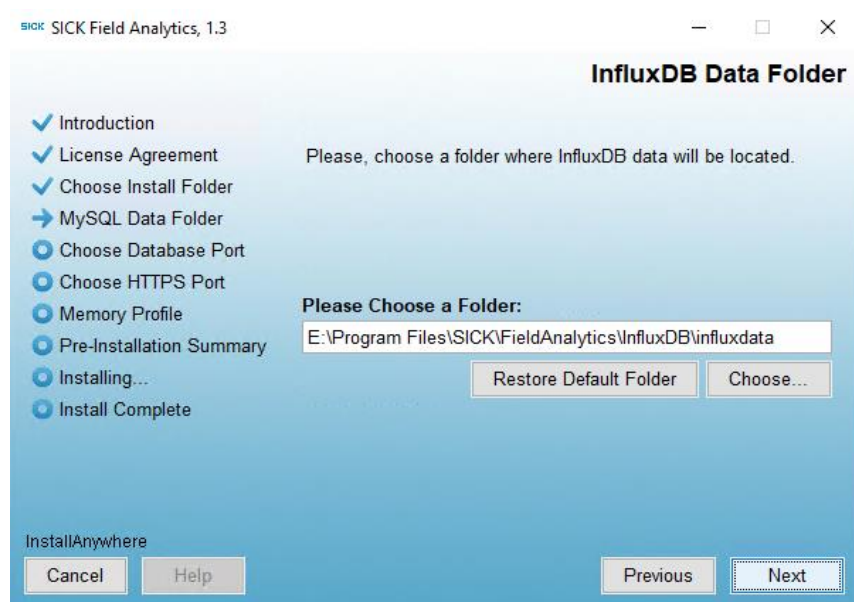 SICK SICK Field Analytics, 1.3
InfluxDB Data Folder
Introduction
License Agreement
Choose Install Folder
MySQL Data Folder
Choose Database Port
Choose HTTPS Port
Memory Profile
Pre-Installation Summary
Installing...
Install Complete
Please, choose a folder where InfluxDB data will be located.
Please Choose a Folder:
E:\Program Files\SICK\FieldAnalytics\InfluxDB\influxdata
Restore Default Folder
Choose...
InstallAnywhere
Cancel
Help
Previous
Next